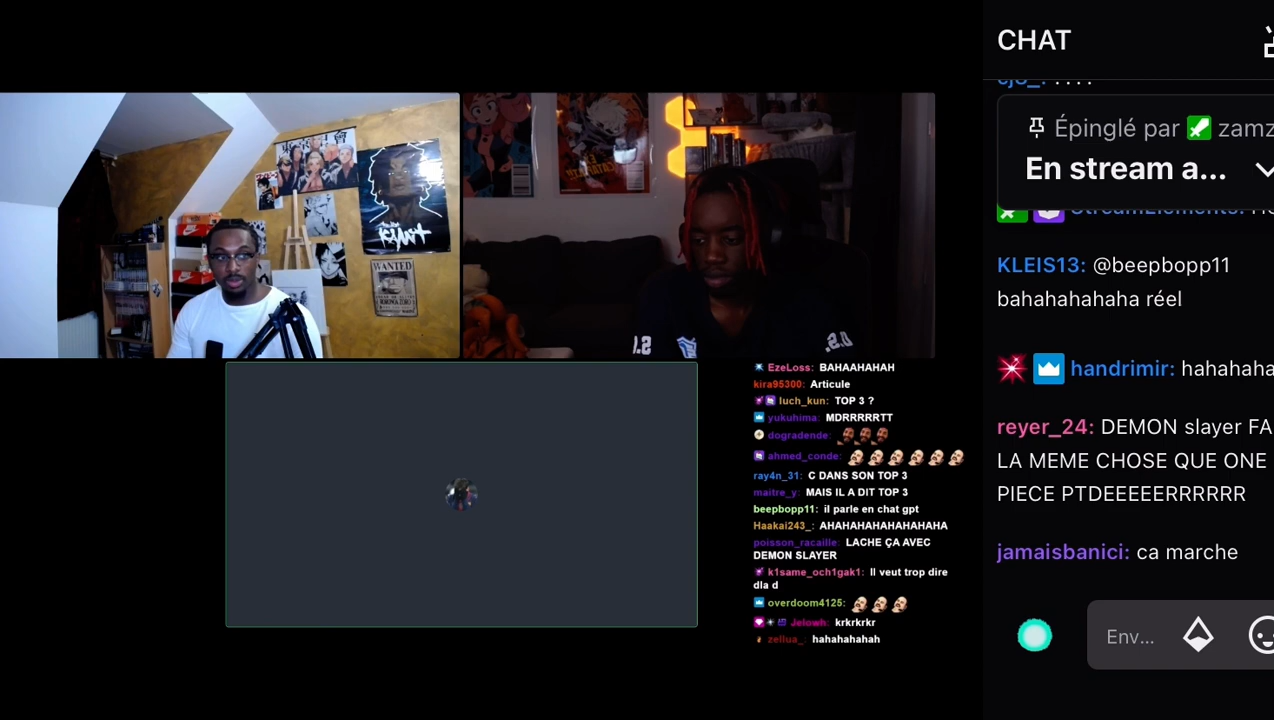 CHAT
Épinglé par zamz
En stream a...
KLEIS13: @beepbopp11
bahahahahaha réel
handrimir: hahahaha
reyer_24: DEMON slayer FA
LA MEME CHOSE QUE ONE
PIECE PTDEEEEERRRRRR
jamaisbanici: ca marche
Env...
WANTED
EzeLoss: BAHAAHAHAH
kira95300: Articule
luch_kun: TOP 3 ?
yukuhima: MDRRRRRTT
dogradende:
ahmed_conde:
ray4n_31: C DANS SON TOP 3
maitre_y: MAIS IL A DIT TOP 3
beepbopp11: il parle en chat gpt
Haakai243_: AHAHAHAHAHAHAHAHA
poisson_racaille: LACHE ÇA AVEC
DEMON SLAYER
k1same_och1gak1: Il veut trop dire
dla d
overdoom4125:
Jelowh: krkrkrkr
zellua_: hahahahahah